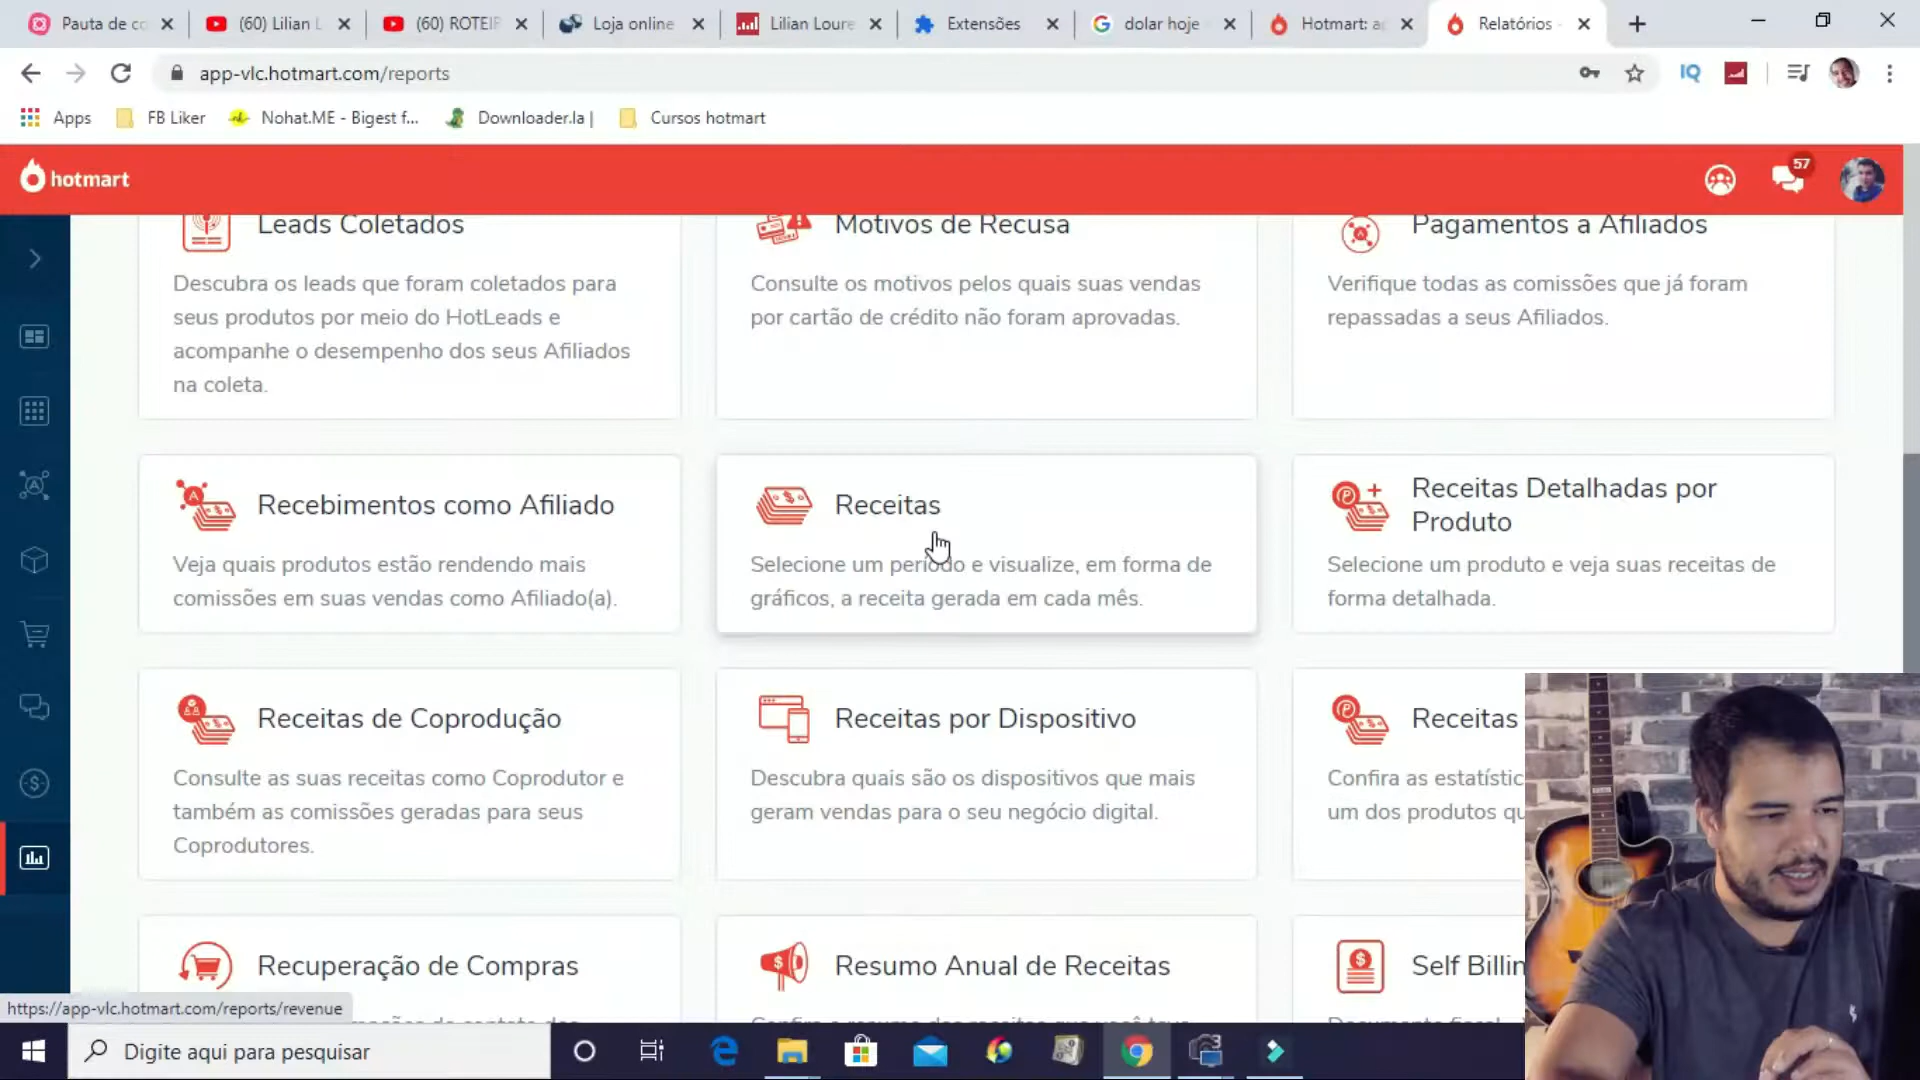 Pauta de co
(60) Lilian L
(60) ROTEIR
Loja online
Lilian Loure
Extensões
dolar hoje
Hotmart: a
Relatórios -
app-vlc.hotmart.com/reports
IQ
Apps
FB Liker
Nohat.ME - Bigest f...
Downloader.la |
Cursos hotmart
hotmart
57
Leads Coletados
Descubra os leads que foram coletados para
seus produtos por meio do HotLeads e
acompanhe o desempenho dos seus Afiliados
na coleta.
Motivos de Recusa
Consulte os motivos pelos quais suas vendas
por cartão de crédito não foram aprovadas.
Pagamentos a Afiliados
Verifique todas as comissões que já foram
repassadas a seus Afiliados.
Recebimentos como Afiliado
Veja quais produtos estão rendendo mais
comissões em suas vendas como Afiliado(a).
Receitas
Selecione um período e visualize, em forma de
gráficos, a receita gerada em cada mês.
Receitas Detalhadas por
Produto
Selecione um produto e veja suas receitas de
forma detalhada.
Receitas de Coprodução
Consulte as suas receitas como Coprodutor e
também as comissões geradas para seus
Coprodutores.
Receitas por Dispositivo
Descubra quais são os dispositivos que mais
geram vendas para o seu negócio digital.
Receitas
Confira as estatístic
um dos produtos qu
Recuperação de Compras
Resumo Anual de Receitas
Self Billin
https://app-vlc.hotmart.com/reports/revenue
Digite aqui para pesquisar